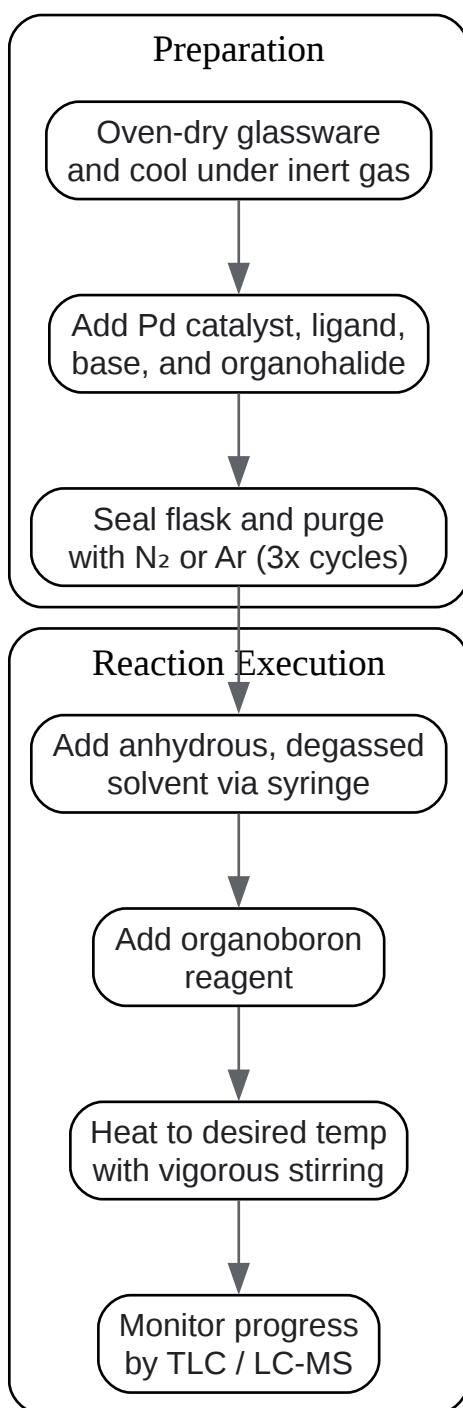 Preparation
Oven-dry glassware
and cool under inert gas
Add Pd catalyst, ligand,
base, and organohalide
Seal flask and purge
with N₂ or Ar (3x cycles)
Reaction Execution
Add anhydrous, degassed
solvent via syringe
Add organoboron
reagent
Heat to desired temp
with vigorous stirring
Monitor progress
by TLC / LC-MS